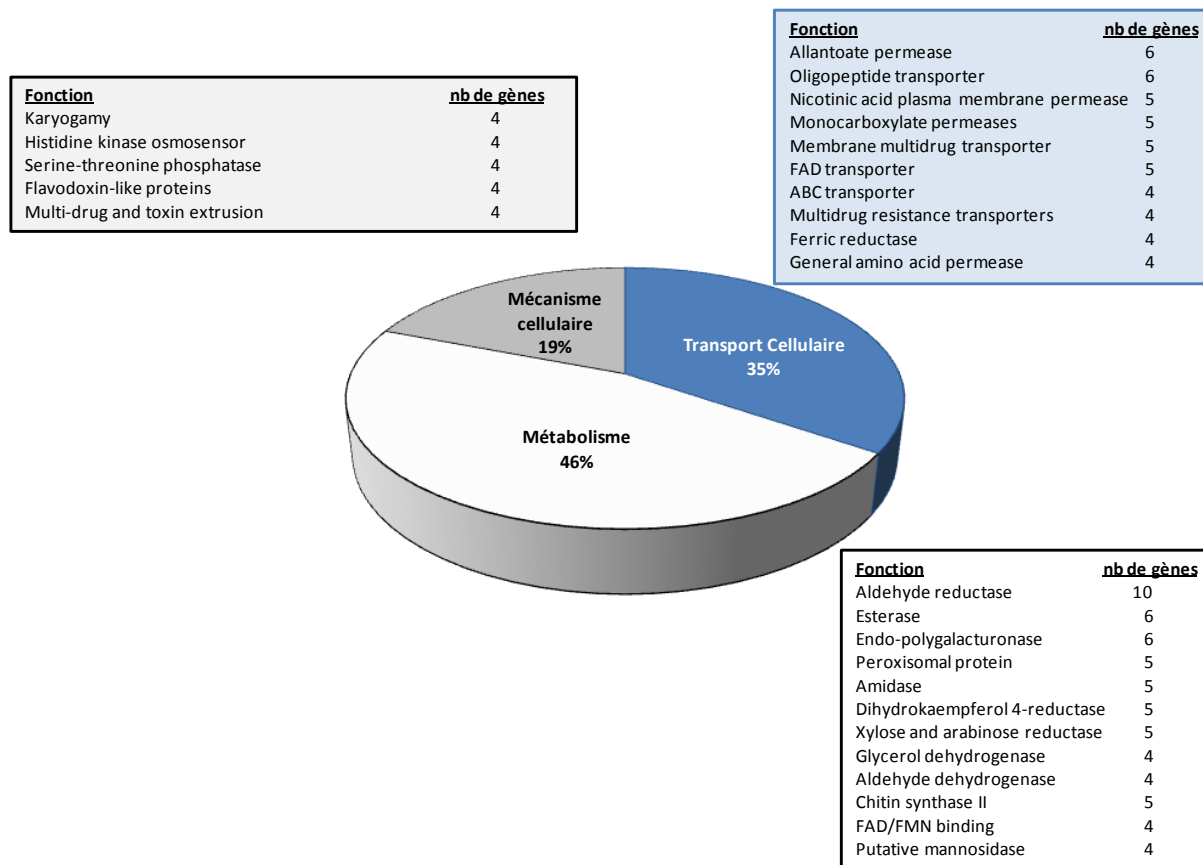 Fonction nb de gènes
Allantoate permease 6
Oligopeptide transporter 6
Nicotinic acid plasma membrane permease 5
Monocarboxylate permeases 5
Membrane multidrug transporter 5
FAD transporter 5
ABC transporter 4
Multidrug resistance transporters 4
Ferric reductase 4
General amino acid permease 4
Fonction nb de gènes
Karyogamy 4
Histidine kinase osmosensor 4
Serine-threonine phosphatase 4
Flavodoxin-like proteins 4
Multi-drug and toxin extrusion 4
Mécanisme
cellulaire
19%
Transport Cellulaire
35%
Métabolisme
46%
Fonction nb de gènes
Aldehyde reductase 10
Esterase 6
Endo-polygalacturonase 6
Peroxisomal protein 5
Amidase 5
Dihydrokaempferol 4-reductase 5
Xylose and arabinose reductase 5
Glycerol dehydrogenase 4
Aldehyde dehydrogenase 4
Chitin synthase II 5
FAD/FMN binding 4
Putative mannosidase 4